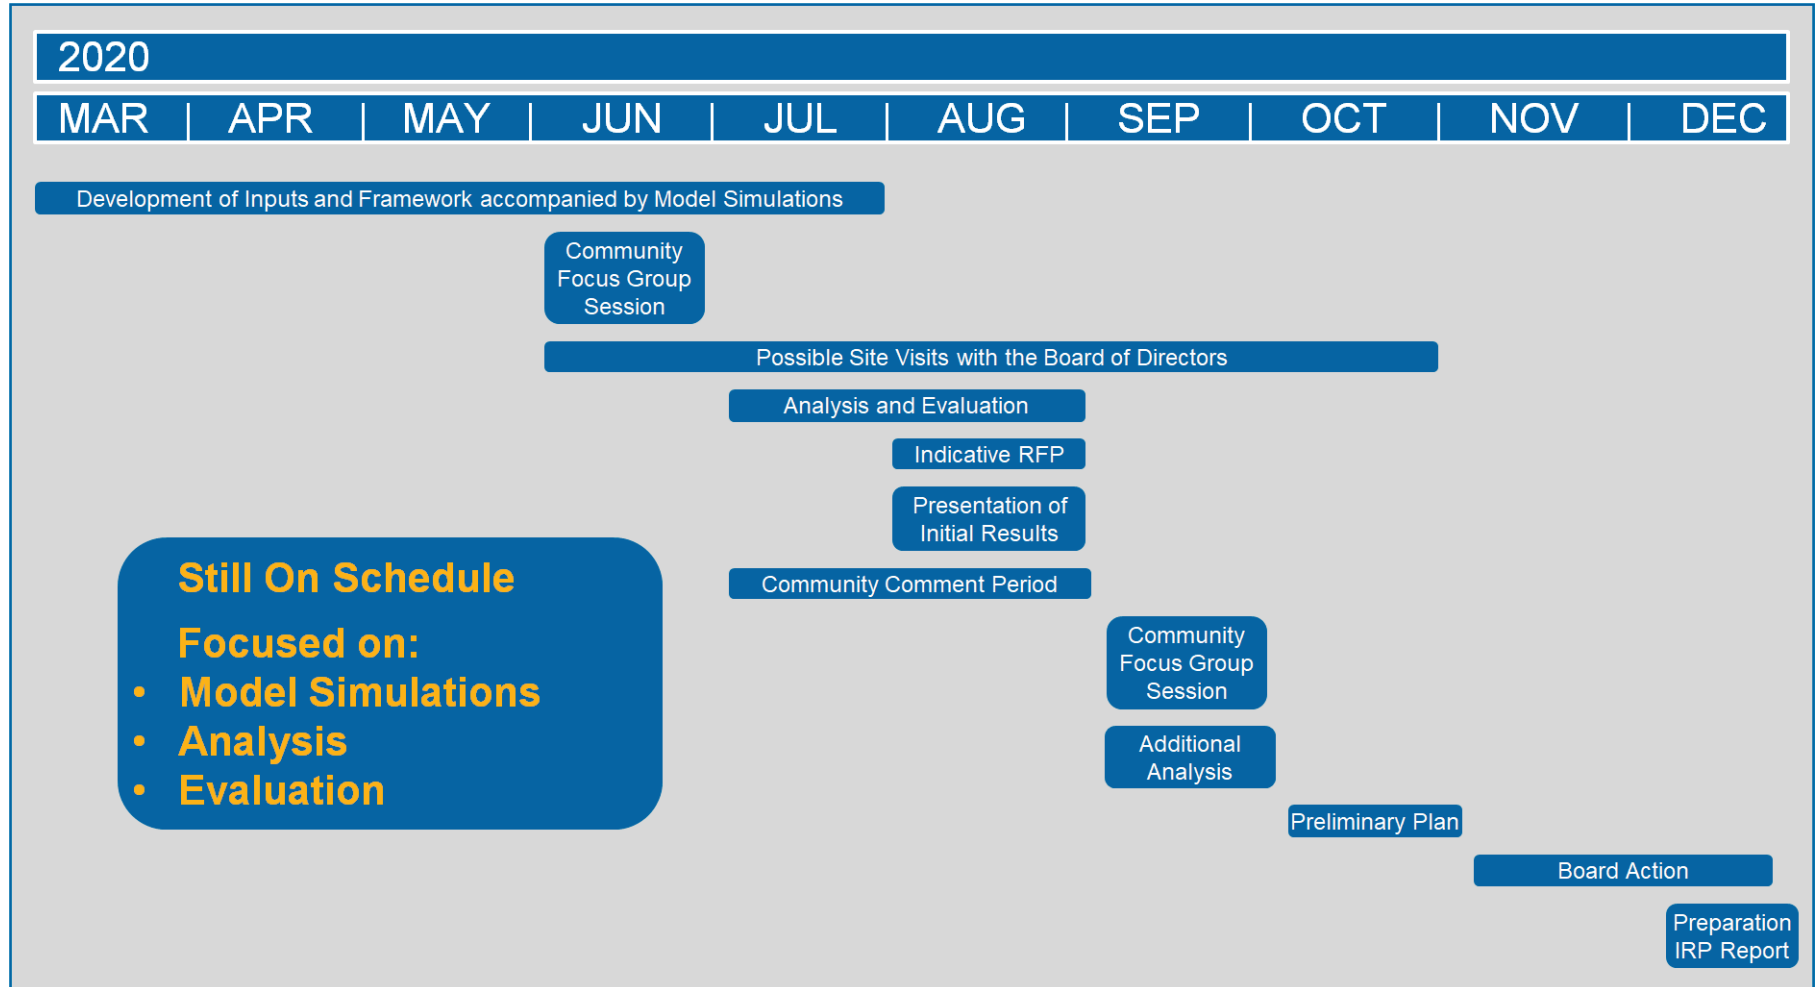 2020
MAR | APR | MAY | JUN | JUL | AUG | SEP | OCT | NOV | DEC
Development of Inputs and Framework accompanied by Model Simulations
Community
Focus Group
Session
Possible Site Visits with the Board of Directors
Analysis and Evaluation
Indicative RFP
Presentation of
Initial Results
Community Comment Period
Still On Schedule
Focused on:
• Model Simulations
• Analysis
• Evaluation
Community
Focus Group
Session
Additional
Analysis
Preliminary Plan
Board Action
Preparation
IRP Report